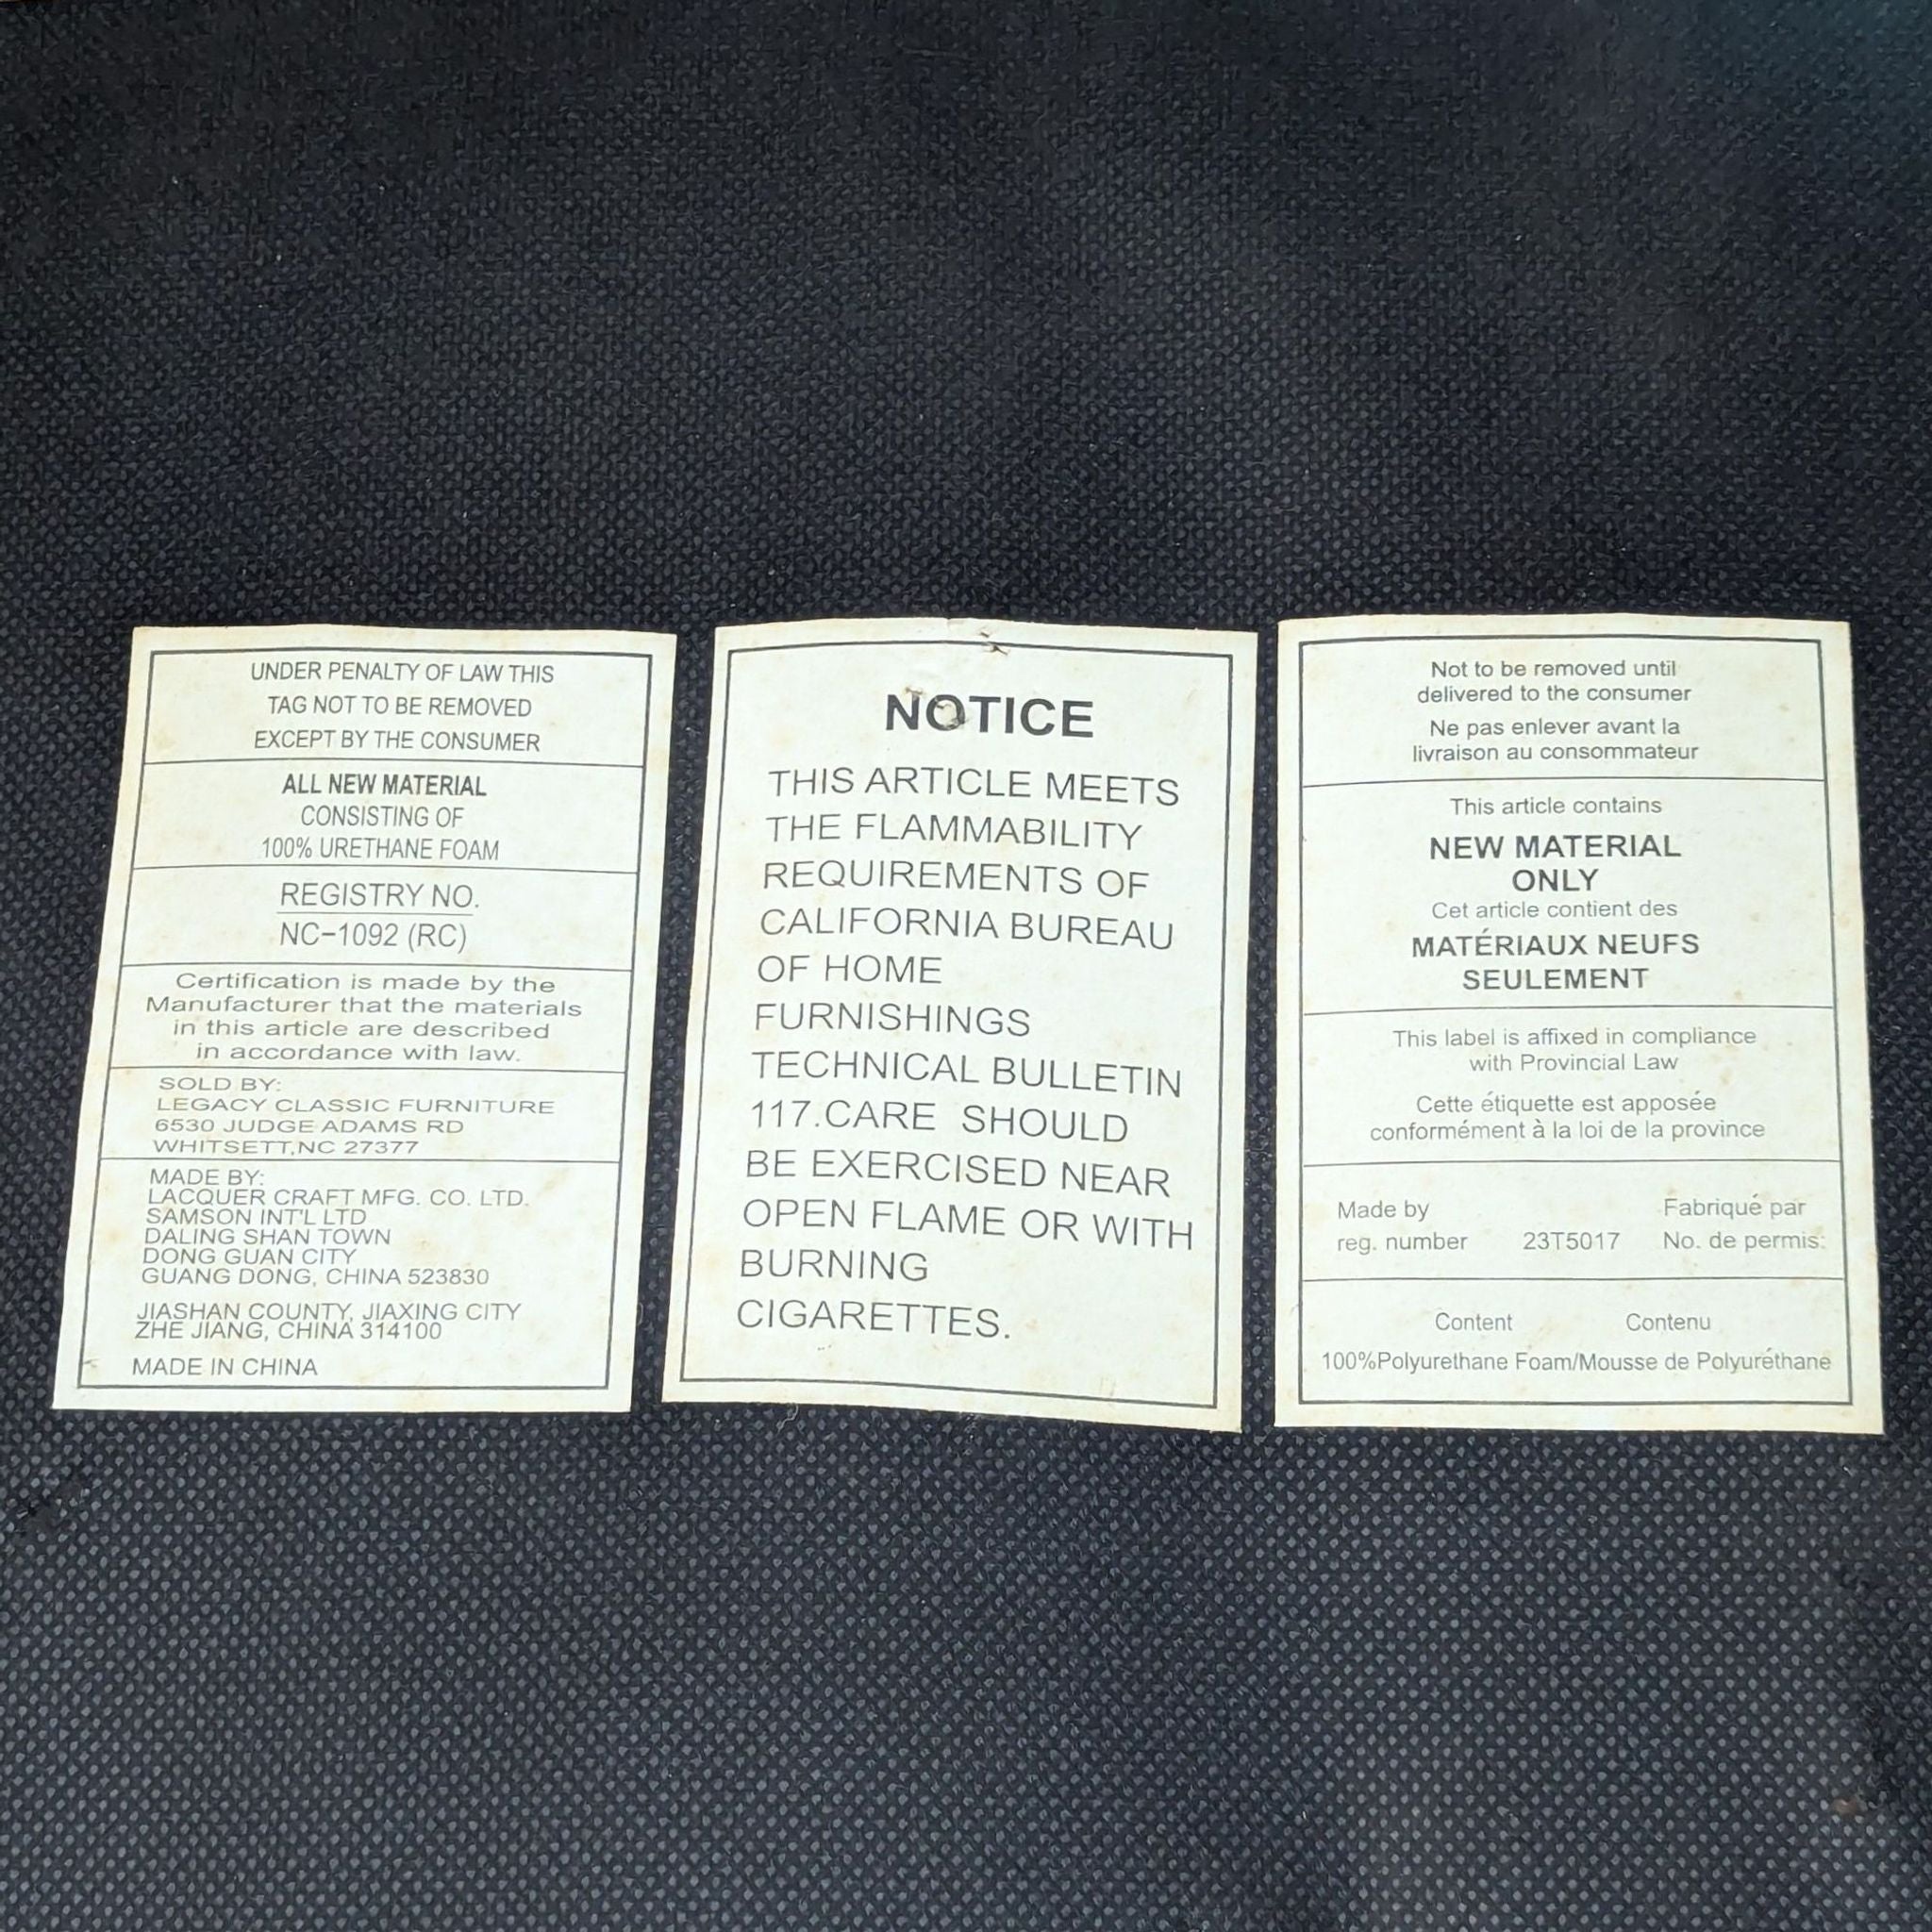 UNDER PENALTY OF LAW THIS
TAG NOT TO BE REMOVED
EXCEPT BY THE CONSUMER
ALL NEW MATERIAL
CONSISTING OF
100% URETHANE FOAM
REGISTRY NO.
NC-1092 (RC)
Certification is made by the
Manufacturer that the materials
in this article are described
in accordance with law.
SOLD BY:
LEGACY CLASSIC FURNITURE
6530 JUDGE ADAMS RD
WHITSETT,NC 27377
MADE BY:
LACQUER CRAFT MFG. CO. LTD.
SAMSON INT'L LTD
DALING SHAN TOWN
DONG GUAN CITY
GUANG DONG, CHINA 523830
JIASHAN COUNTY, JIAXING CITY
ZHE JIANG, CHINA 314100
MADE IN CHINA
NOTICE
THIS ARTICLE MEETS
THE FLAMMABILITY
REQUIREMENTS OF
CALIFORNIA BUREAU
OF HOME
FURNISHINGS
TECHNICAL BULLETIN
117.CARE SHOULD
BE EXERCISED NEAR
OPEN FLAME OR WITH
BURNING
CIGARETTES.
Not to be removed until
delivered to the consumer
Ne pas enlever avant la
livraison au consommateur
This article contains
NEW MATERIAL
ONLY
Cet article contient des
MATÉRIAUX NEUFS
SEULEMENT
This label is affixed in compliance
with Provincial Law
Cette étiquette est apposée
conformément à la loi de la province
Made by Fabriqué par
reg. number 23T5017 No. de permis:
Content Contenu
100%Polyurethane Foam/Mousse de Polyuréthane